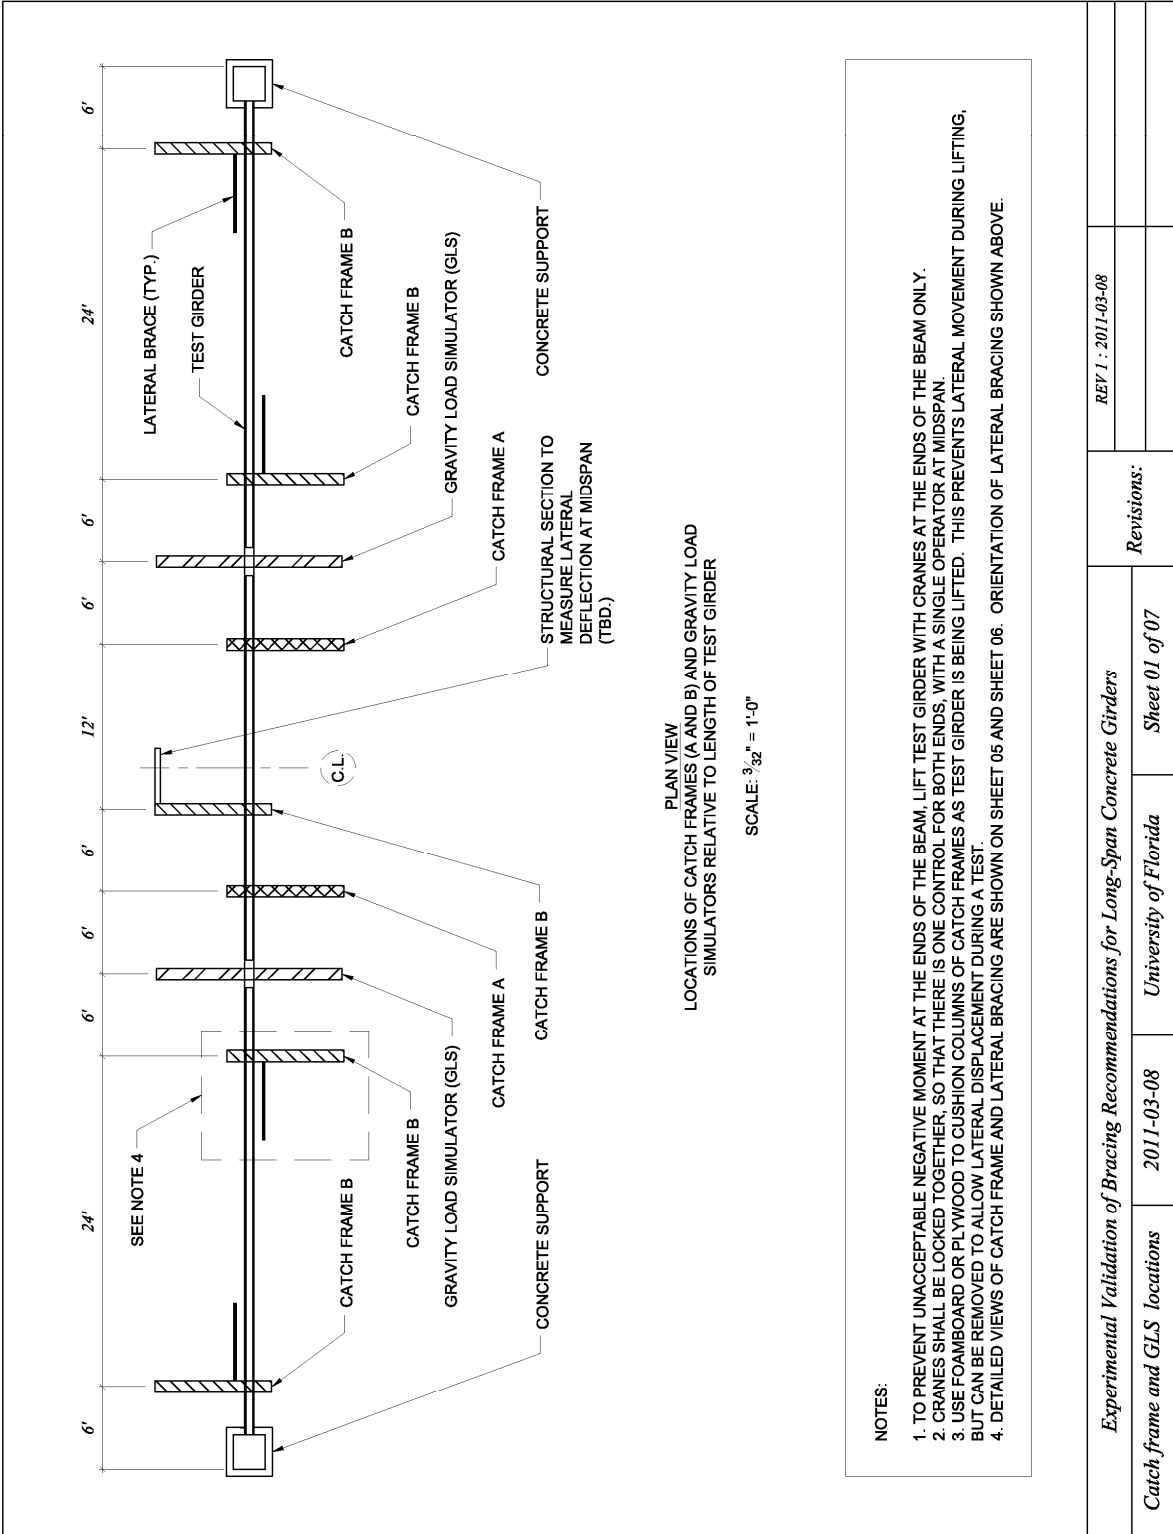 6'
24'
6'
6'
6'
12'
6'
6'
24'
6'
SEE NOTE 4
LATERAL BRACE (TYP.)
TEST GIRDER
C.L.
CATCH FRAME B
CATCH FRAME B
GRAVITY LOAD SIMULATOR (GLS)
CATCH FRAME A
CONCRETE SUPPORT
CATCH FRAME B
STRUCTURAL SECTION TO
MEASURE LATERAL
DEFLECTION AT MIDSPAN
(TBD.)
CATCH FRAME A
GRAVITY LOAD SIMULATOR (GLS)
CATCH FRAME B
CATCH FRAME B
CONCRETE SUPPORT
PLAN VIEW
LOCATIONS OF CATCH FRAMES (A AND B) AND GRAVITY LOAD
SIMULATORS RELATIVE TO LENGTH OF TEST GIRDER
SCALE: 3/32" = 1'-0"
NOTES:
1. TO PREVENT UNACCEPTABLE NEGATIVE MOMENT AT THE ENDS OF THE BEAM, LIFT TEST GIRDER WITH CRANES AT THE ENDS OF THE BEAM ONLY.
2. CRANES SHALL BE LOCKED TOGETHER, SO THAT THERE IS ONE CONTROL FOR BOTH ENDS, WITH A SINGLE OPERATOR AT MIDSPAN.
3. USE FOAMBOARD OR PLYWOOD TO CUSHION COLUMNS OF CATCH FRAMES AS TEST GIRDER IS BEING LIFTED. THIS PREVENTS LATERAL MOVEMENT DURING LIFTING,
BUT CAN BE REMOVED TO ALLOW LATERAL DISPLACEMENT DURING A TEST.
4. DETAILED VIEWS OF CATCH FRAME AND LATERAL BRACING ARE SHOWN ON SHEET 05 AND SHEET 06. ORIENTATION OF LATERAL BRACING SHOWN ABOVE.
Experimental Validation of Bracing Recommendations for Long-Span Concrete Girders
Revisions:
REV 1 : 2011-03-08
Catch frame and GLS locations
2011-03-08
University of Florida
Sheet 01 of 07